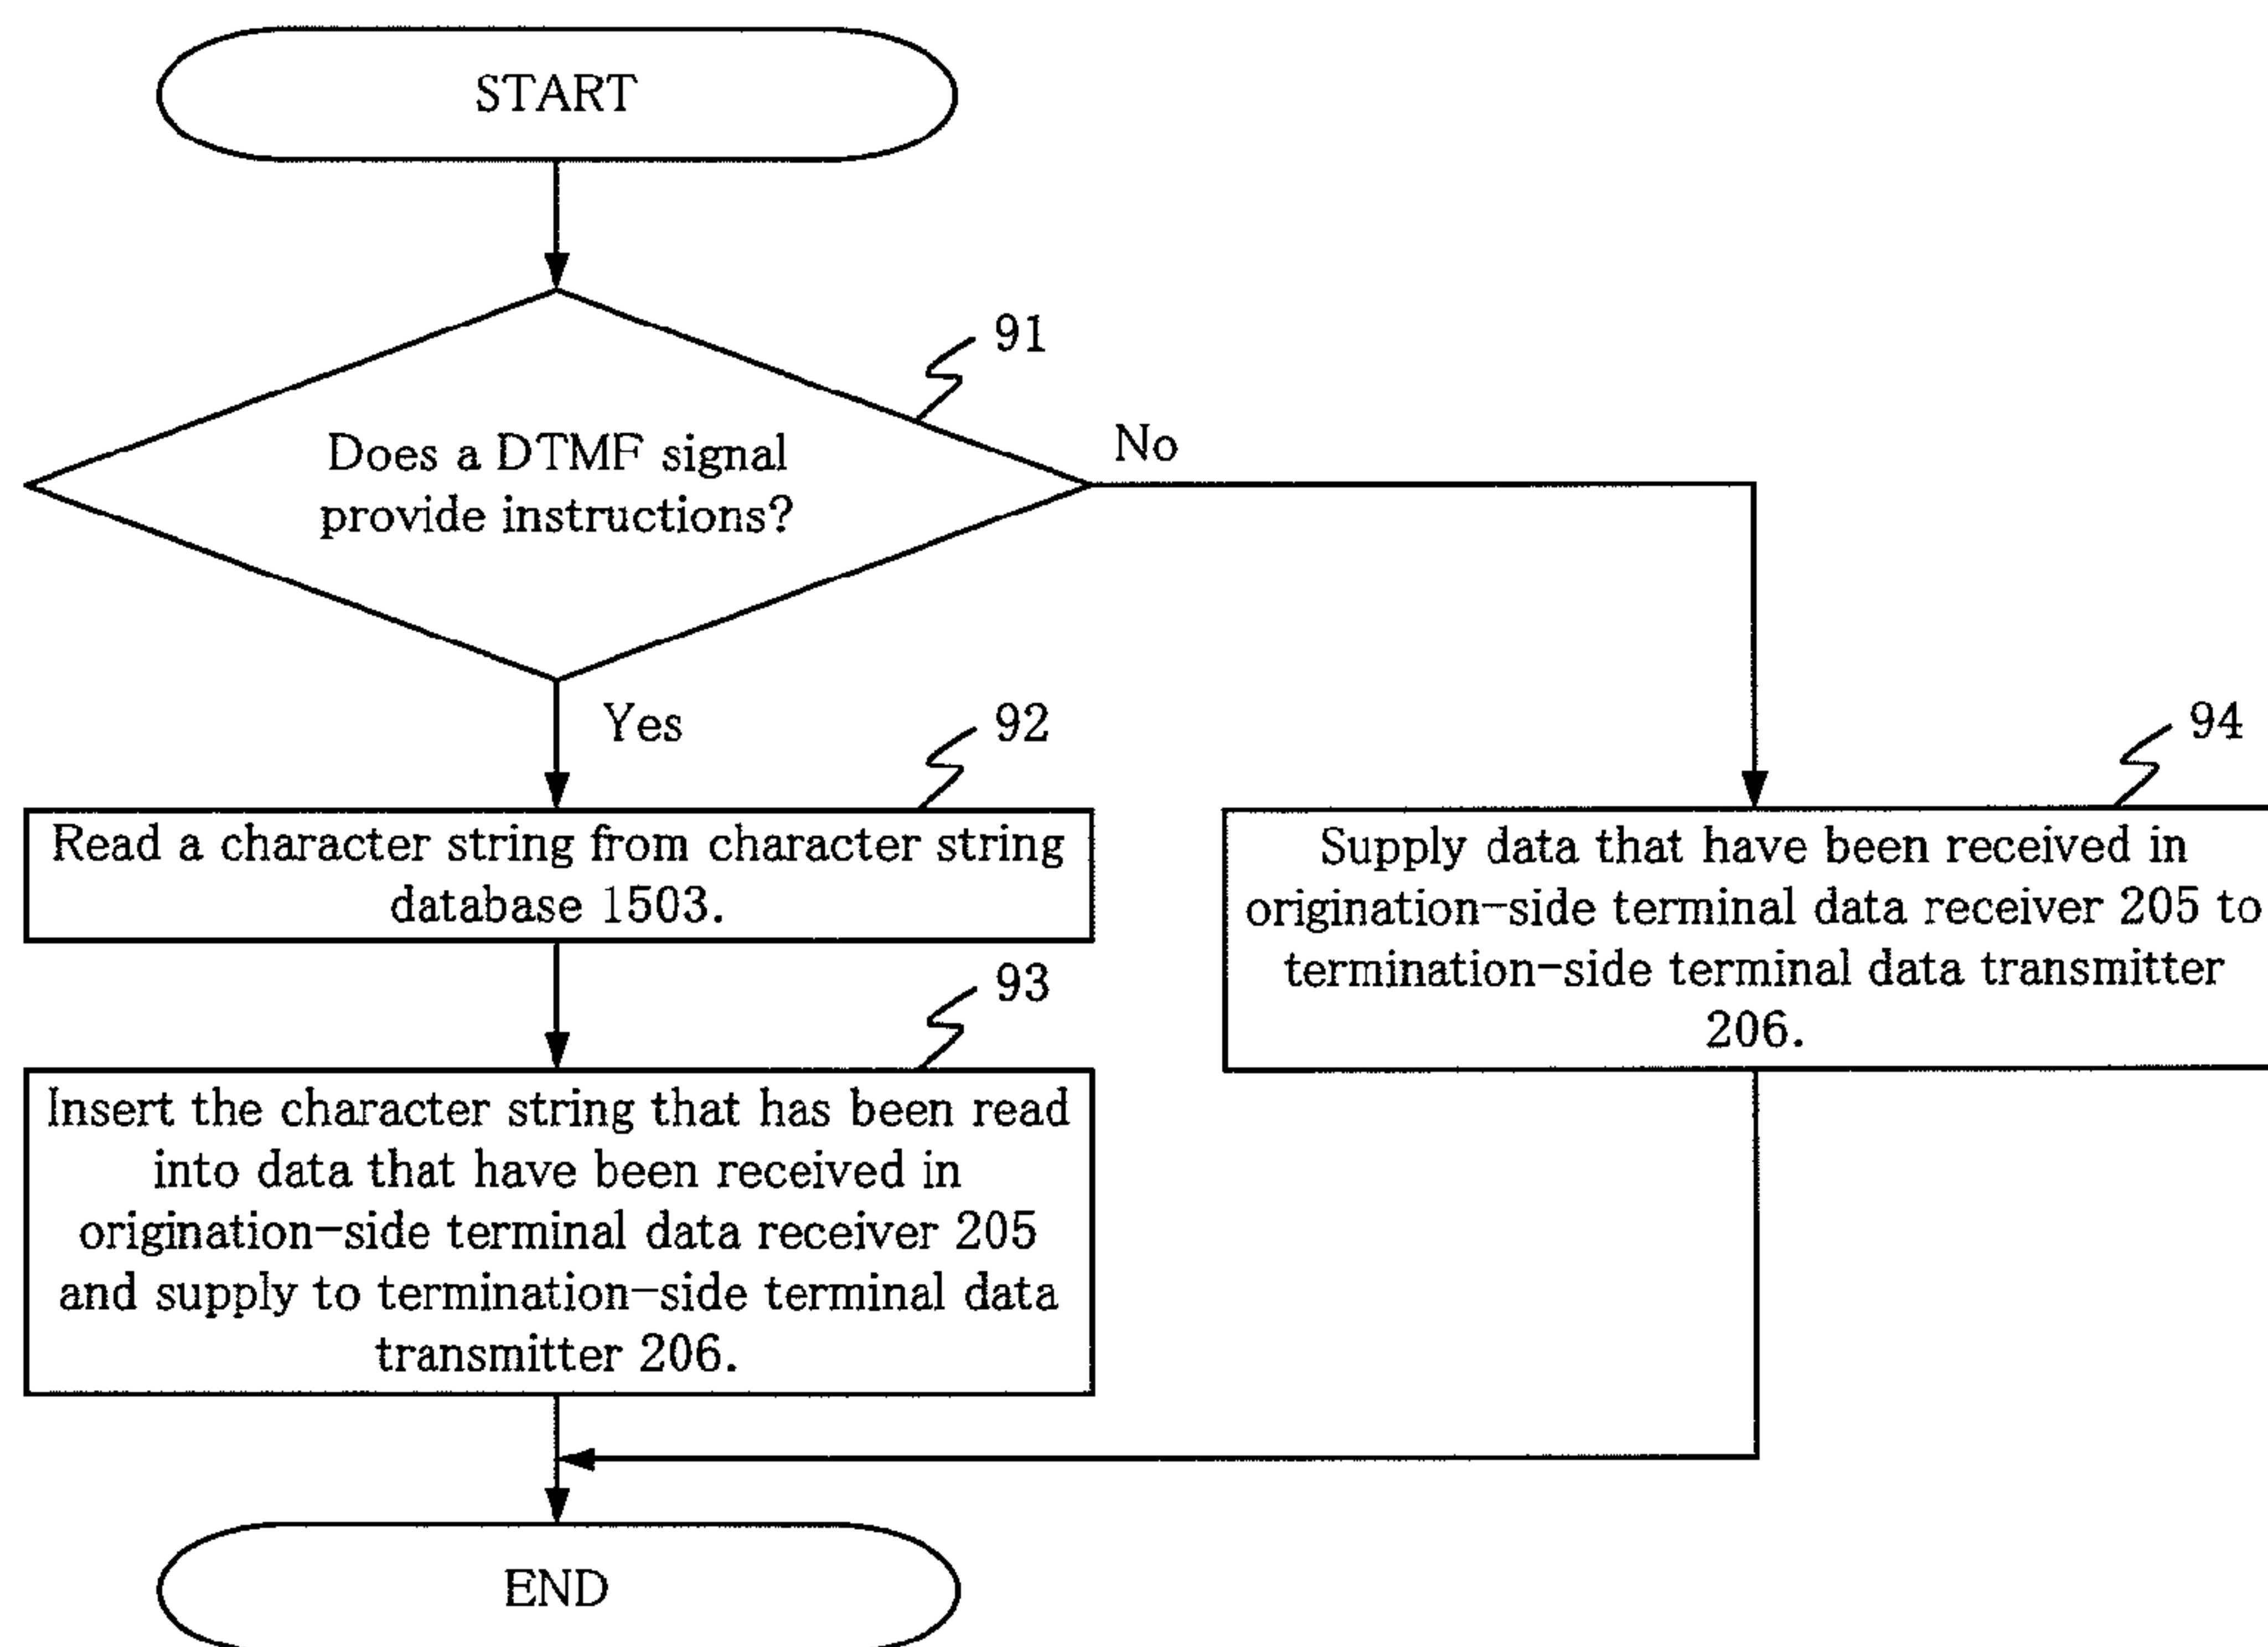 START
91
Does a DTMF signal
provide instructions?
No
Yes
92
Read a character string from character string
database 1503.
94
Supply data that have been received in
origination-side terminal data receiver 205 to
termination-side terminal data transmitter
206.
93
Insert the character string that has been read
into data that have been received in
origination-side terminal data receiver 205
and supply to termination-side terminal data
transmitter 206.
END